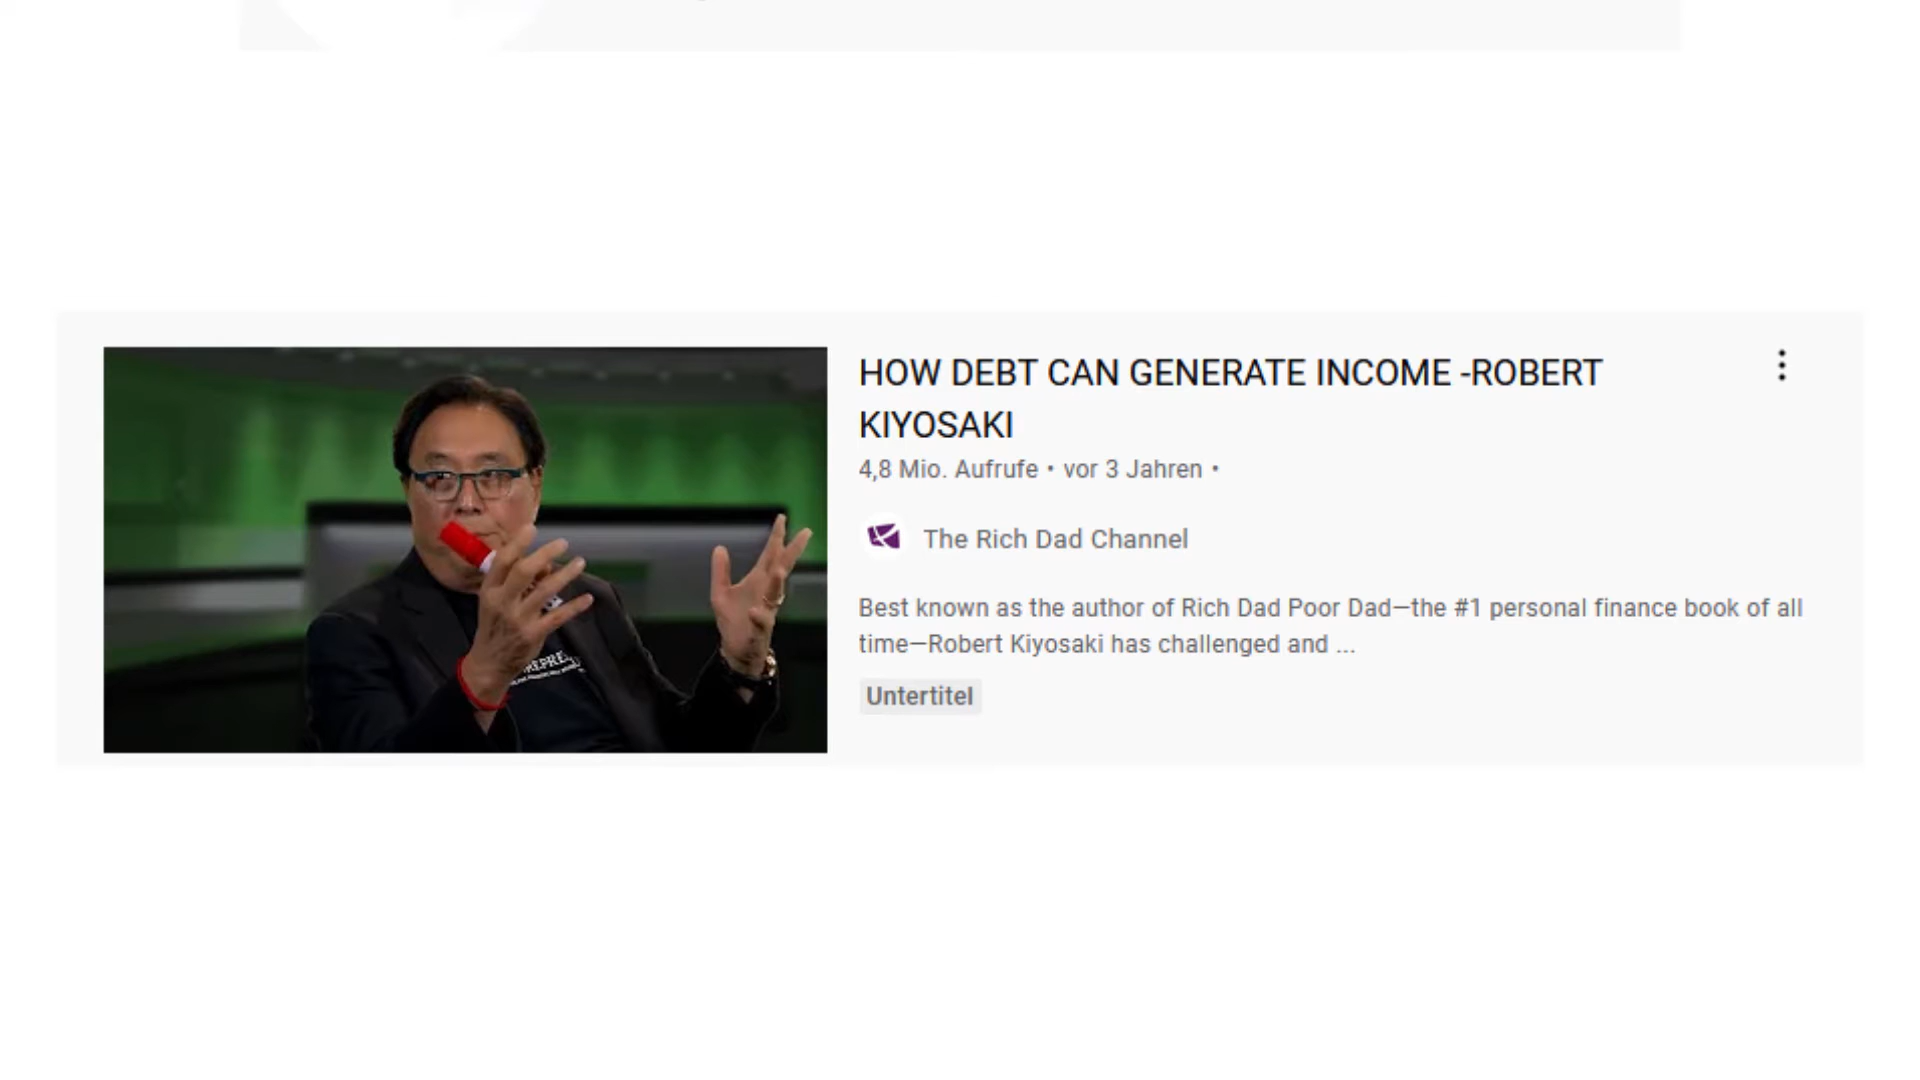 HOW DEBT CAN GENERATE INCOME -ROBERT
KIYOSAKI
4,8 Mio. Aufrufe • vor 3 Jahren •
The Rich Dad Channel
Best known as the author of Rich Dad Poor Dad—the #1 personal finance book of all
time—Robert Kiyosaki has challenged and ...
Untertitel